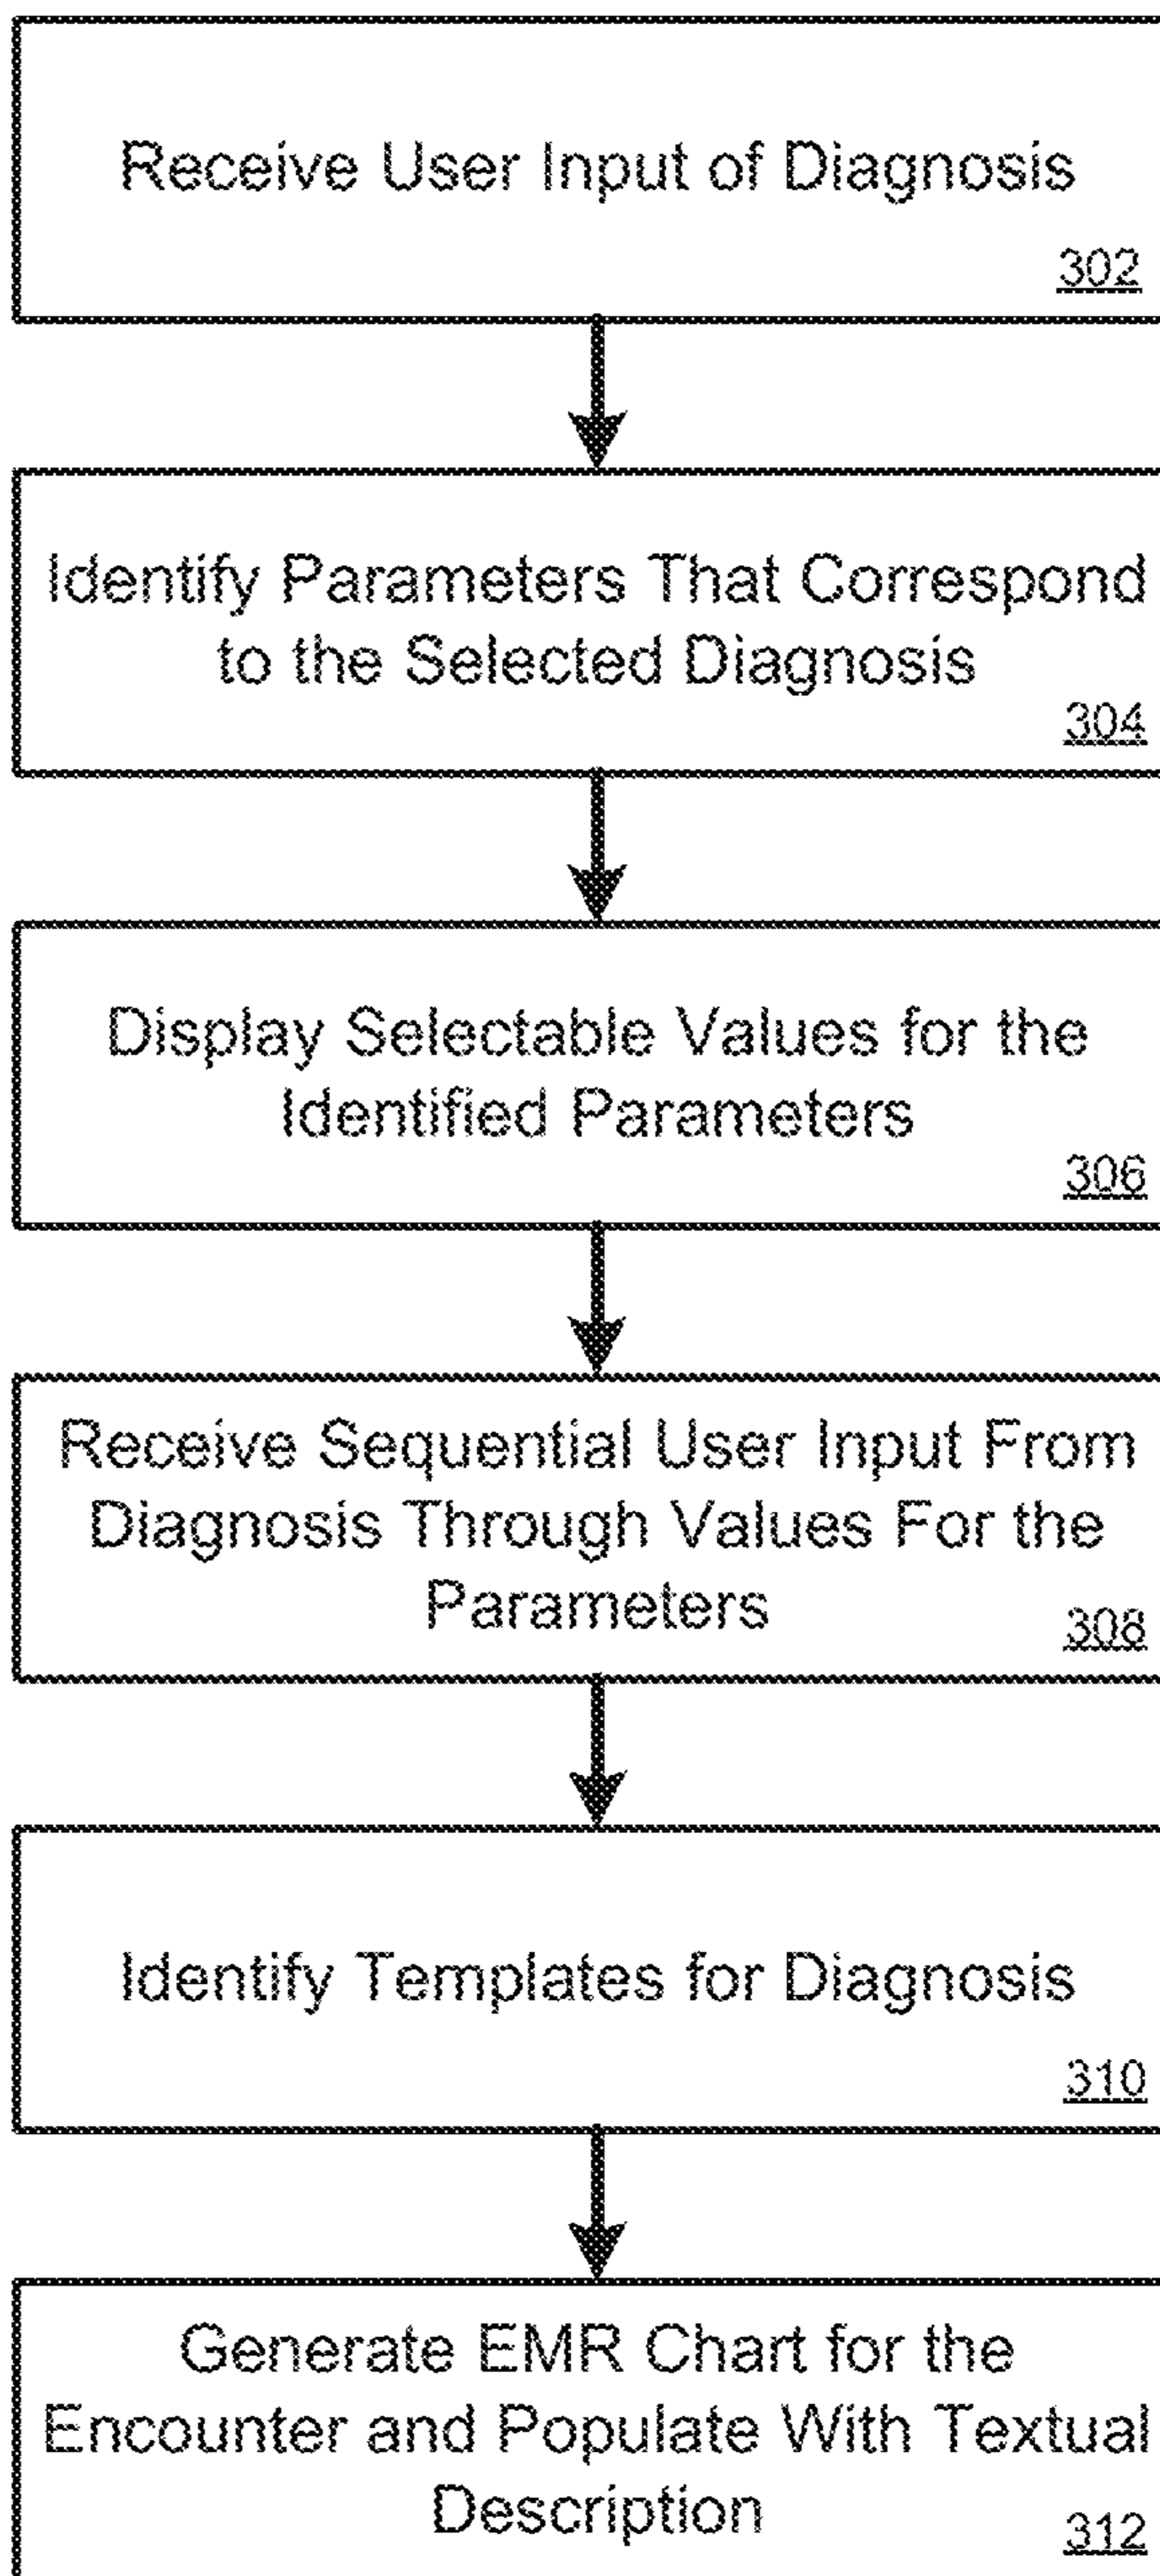 Receive User Input of Diagnosis
302
Identify Parameters That Correspond
to the Selected Diagnosis
304
Display Selectable Values for the
Identified Parameters
306
Receive Sequential User Input From
Diagnosis Through Values For the
Parameters
308
Identify Templates for Diagnosis
310
Generate EMR Chart for the
Encounter and Populate With Textual
Description
312